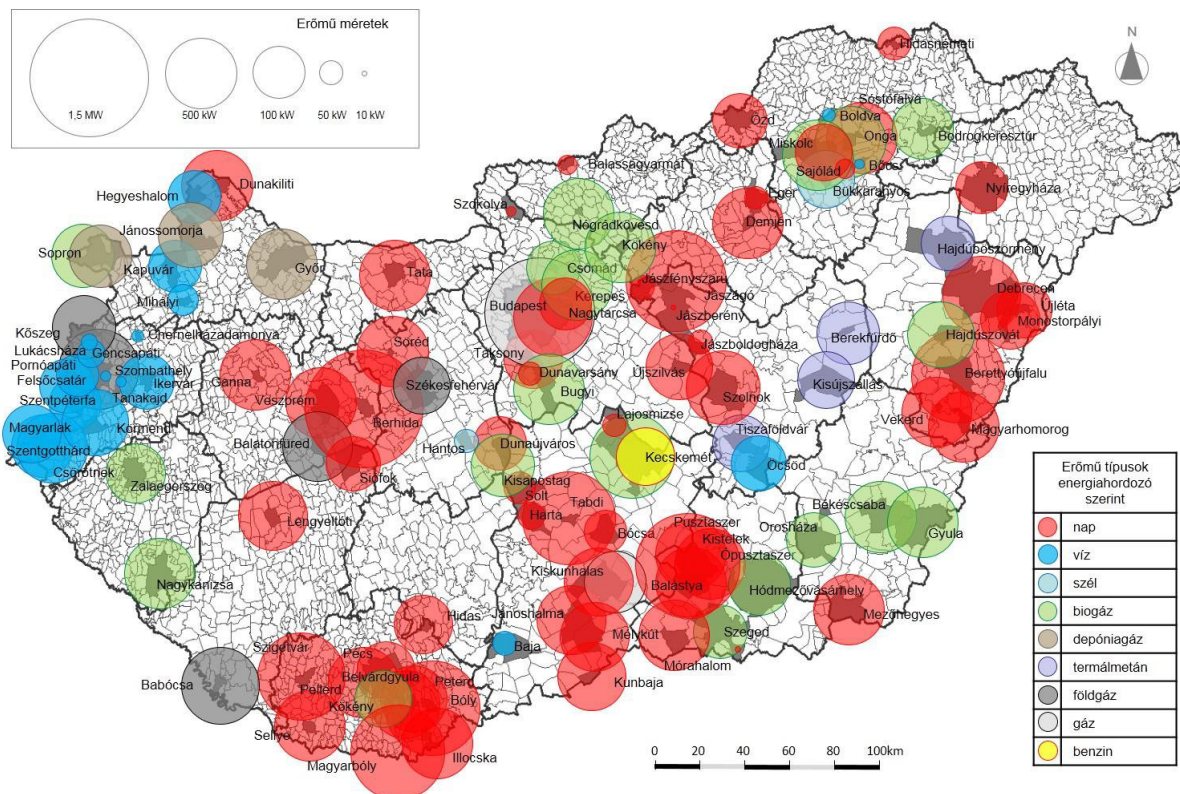 Erőmű méretek
1,5 MW
500 kW
100 kW
50 kW
10 kW
N
Hidasnémeti
Sóstófalva
Boldva
Ózd
Onga
Bodrogkeresztúr
Miskolc
Sajólád
Bőcs
Bükkaranyos
Balassagyarmat
Eger
Nyíregyháza
Szokolya
Demjén
Dunakiliti
Hegyeshalom
Nógrádkövesd
Kókény
Jánossomorja
Sopron
Győr
Kapuvár
Tata
Csömád
Jászfényszaru
Hajdúböszörmény
Mihályi
Budapest
Kerepes
Jászágó
Debrecen
Nagytarcsa
Jászberény
Újléta
Monostorpályi
Kőszeg
Chernelházadamonya
Berekfürdő
Hajdúszovát
Lukácsháza
Gencsapáti
Söréd
Jászboldogháza
Pornóapáti
Szombathely
Taksony
Felsőcsatár
Ikervár
Ganna
Székesfehérvár
Dunavarsány
Újszilvás
Berettyóújfalu
Tanakajd
Bugyi
Szolnok
Kisújszállás
Szentpéterfa
Veszprém
Berhida
Lajosmizse
Vekerd
Magyarlak
Körmend
Balatonfüred
Hantos
Dunaújváros
Tiszaföldvár
Magyarhomorog
Szentgotthárd
Kecskemét
Csörötnek
Zalaegerszeg
Siófok
Kisapostag
Öcsöd
Solt
Tabdi
Békéscsaba
Lengyeltóti
Harta
Bócsa
Pusztaszer
Orosháza
Kistelek
Gyula
Ópusztaszer
Nagykanizsa
Kiskunhalas
Balástya
Hódmezővásárhely
Hidas
Jánoshalma
Mezőhegyes
Baja
Mélykút
Szeged
Szigetvár
Mórahalom
Pécs
Babócsa
Pellérd
Belvárdgyula
Peterd
Kunbaja
Kökény
Bóly
Sellye
Illocska
Magyarbóly
0 20 40 60 80 100km
Erőmű típusok
energiahordozó
szerint
nap
víz
szél
biogáz
depóniagáz
termálmetán
földgáz
gáz
benzin